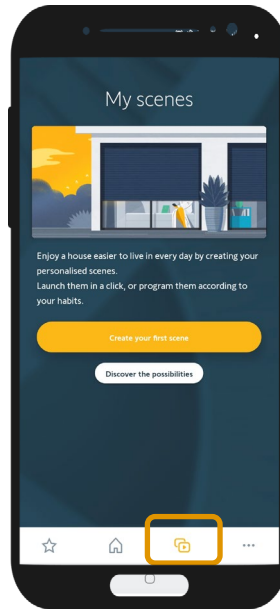 My scenes
Enjoy a house easier to live in every day by creating your
personalised scenes.
Launch them in a click, or program them according to
your habits.
Create your first scene
Discover the possibilities